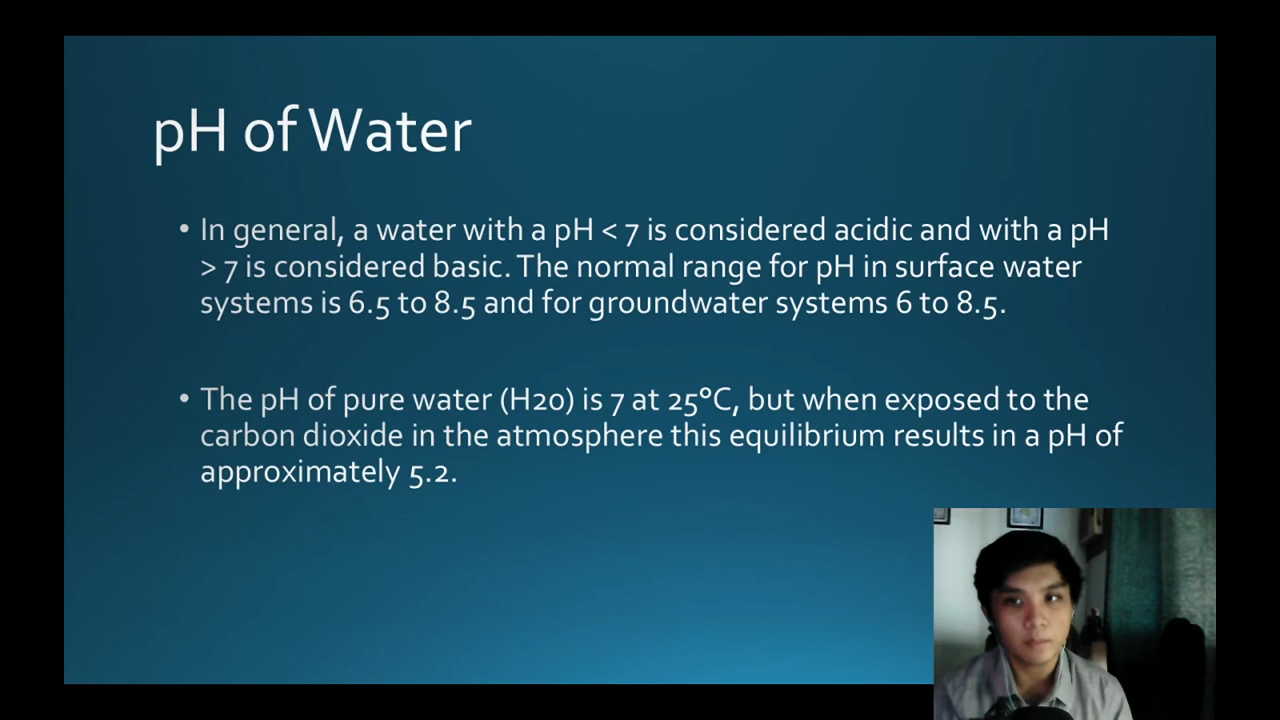 pH of Water
• In general, a water with a pH < 7 is considered acidic and with a pH
> 7 is considered basic. The normal range for pH in surface water
systems is 6.5 to 8.5 and for groundwater systems 6 to 8.5.
• The pH of pure water (H20) is 7 at 25°C, but when exposed to the
carbon dioxide in the atmosphere this equilibrium results in a pH of
approximately 5.2.